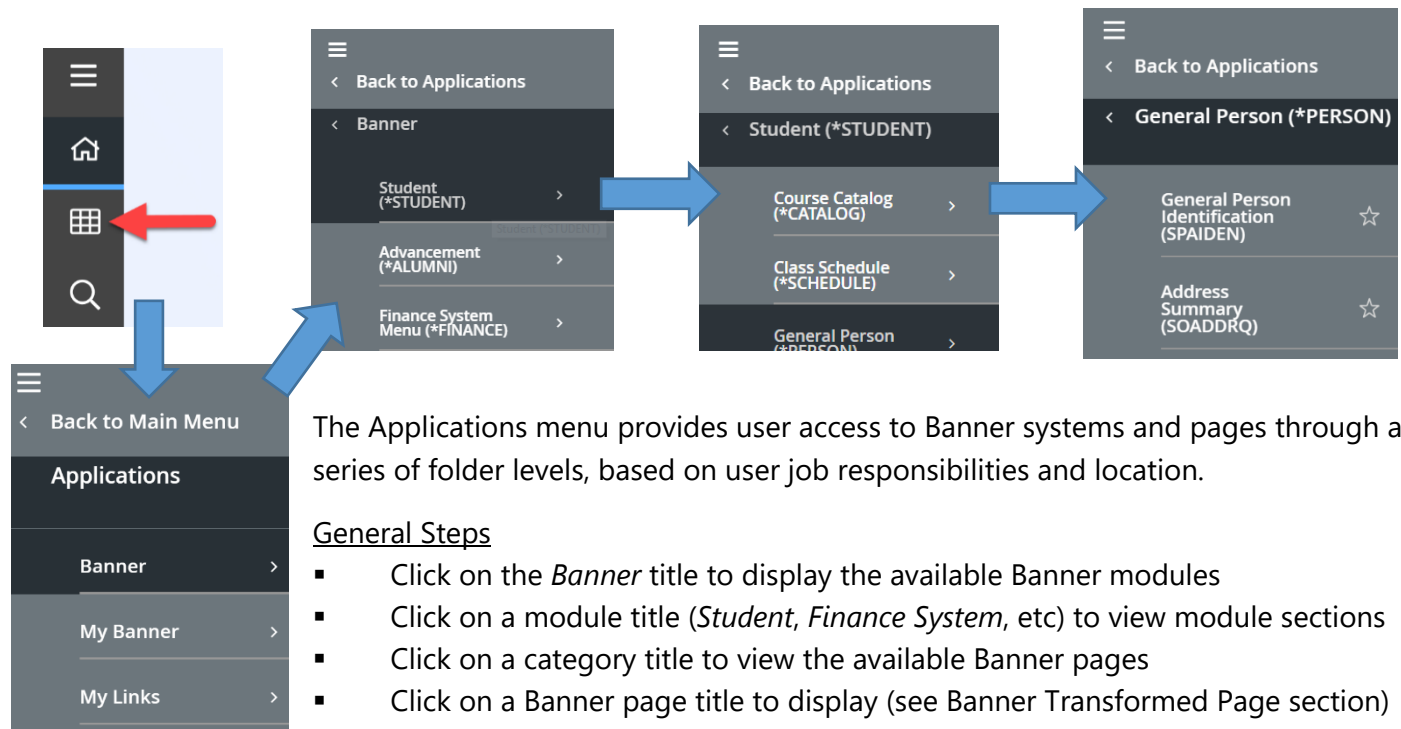 Back to Applications
Banner
Student
(*STUDENT)
Student (*STUDENT)
Advancement
(*ALUMNI)
Finance System
Menu (*FINANCE)
Back to Applications
Student (*STUDENT)
Course Catalog
(*CATALOG)
Class Schedule
(*SCHEDULE)
General Person
(*PERSON)
Back to Applications
General Person (*PERSON)
General Person
Identification
(SPAIDEN)
Address
Summary
(SOADDRQ)
Back to Main Menu
Applications
Banner
My Banner
My Links
The Applications menu provides user access to Banner systems and pages through a
series of folder levels, based on user job responsibilities and location.
General Steps
▪ Click on the Banner title to display the available Banner modules
▪ Click on a module title (Student, Finance System, etc) to view module sections
▪ Click on a category title to view the available Banner pages
▪ Click on a Banner page title to display (see Banner Transformed Page section)